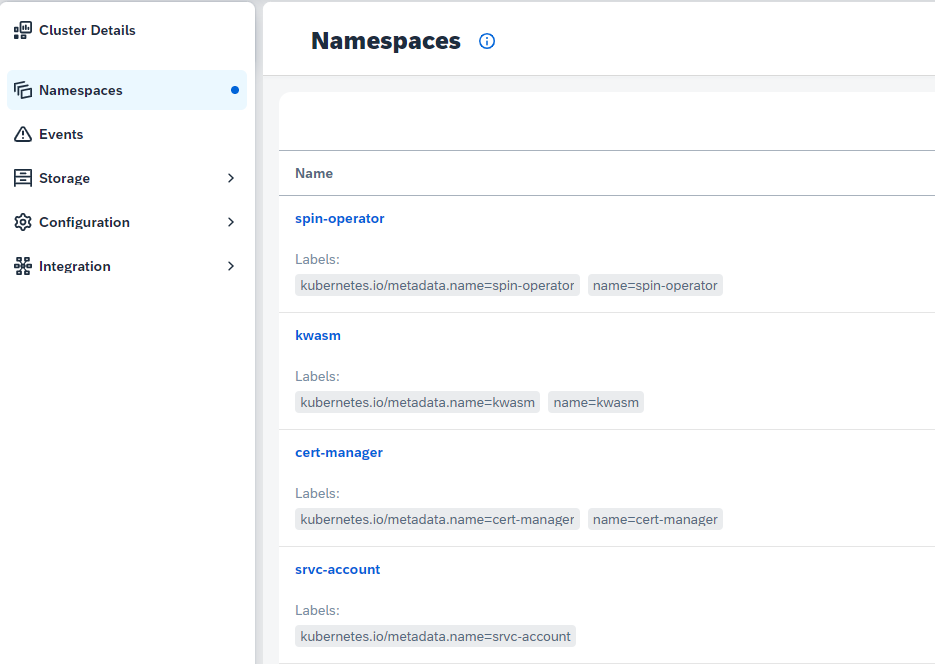 Cluster Details
Namespaces
Events
Storage
Configuration
Integration
Namespaces
Name
spin-operator
Labels:
kubernetes.io/metadata.name=spin-operator name=spin-operator
kwasm
Labels:
kubernetes.io/metadata.name=kwasm name=kwasm
cert-manager
Labels:
kubernetes.io/metadata.name=cert-manager name=cert-manager
srvc-account
Labels:
kubernetes.io/metadata.name=srvc-account